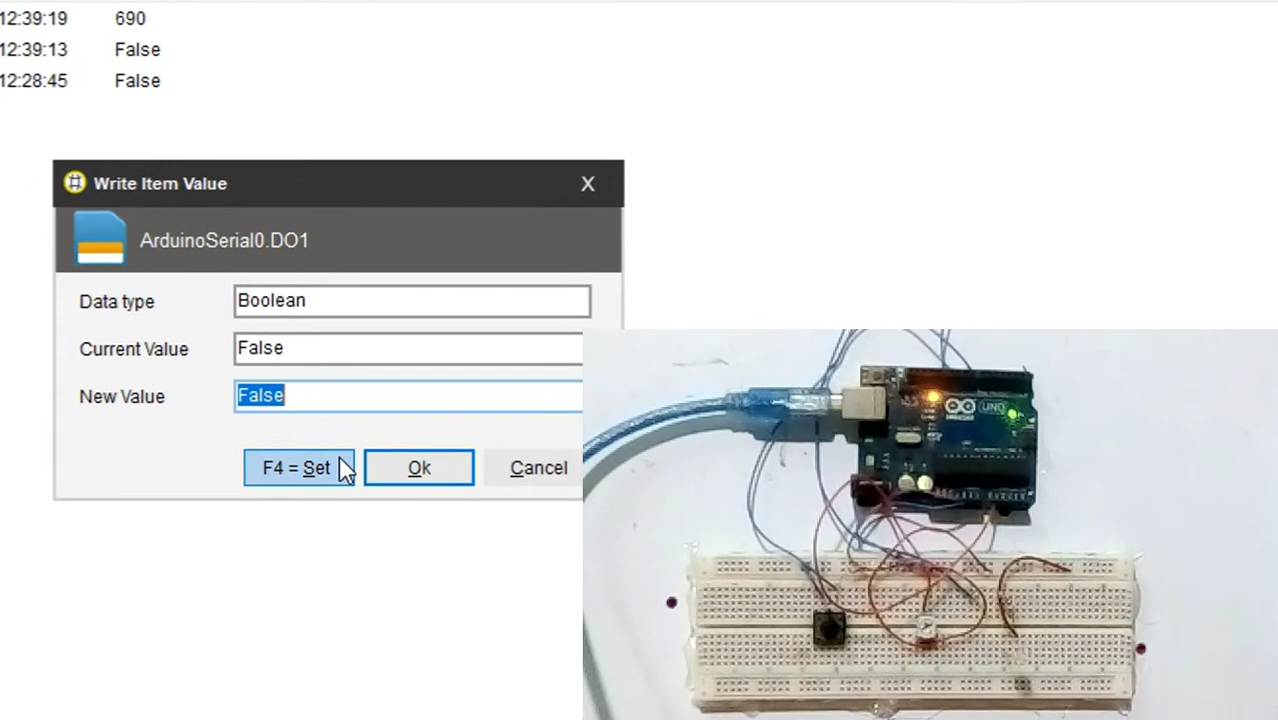 12:39:19 690
12:39:13 False
12:28:45 False
Write Item Value X
ArduinoSerial0.DO1
Data type Boolean
Current Value False
New Value False
F4 = Set Ok Cancel
UNO